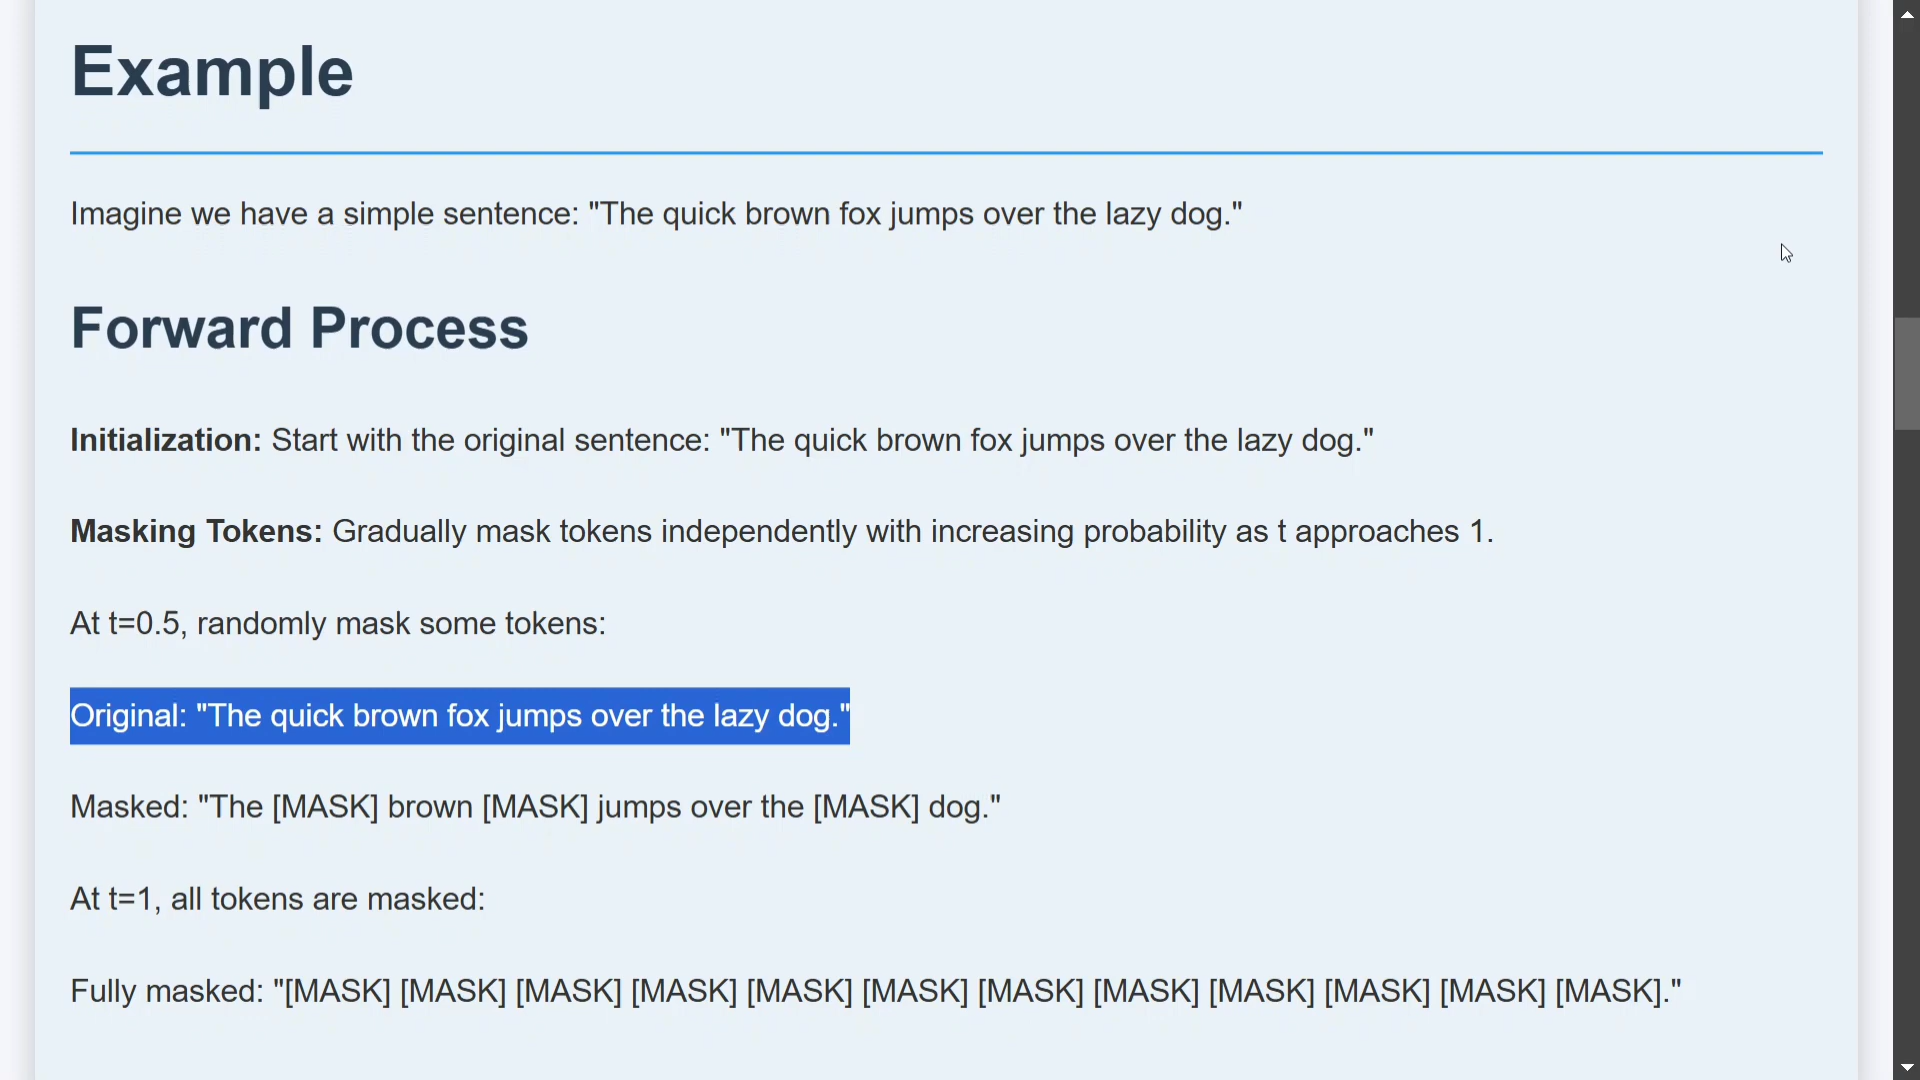 Example
Imagine we have a simple sentence: "The quick brown fox jumps over the lazy dog."
Forward Process
Initialization: Start with the original sentence: "The quick brown fox jumps over the lazy dog."
Masking Tokens: Gradually mask tokens independently with increasing probability as t approaches 1.
At t=0.5, randomly mask some tokens:
Original: "The quick brown fox jumps over the lazy dog."
Masked: "The [MASK] brown [MASK] jumps over the [MASK] dog."
At t=1, all tokens are masked:
Fully masked: "[MASK] [MASK] [MASK] [MASK] [MASK] [MASK] [MASK] [MASK] [MASK] [MASK] [MASK] [MASK]."